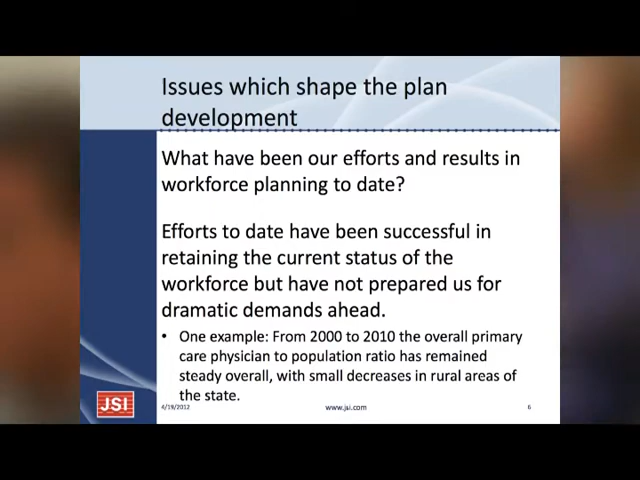 Issues which shape the plan
development
What have been our efforts and results in
workforce planning to date?
Efforts to date have been successful in
retaining the current status of the
workforce but have not prepared us for
dramatic demands ahead.
• One example: From 2000 to 2010 the overall primary
care physician to population ratio has remained
steady overall, with small decreases in rural areas of
the state.
JSI
4/19/2012 www.jsi.com 6